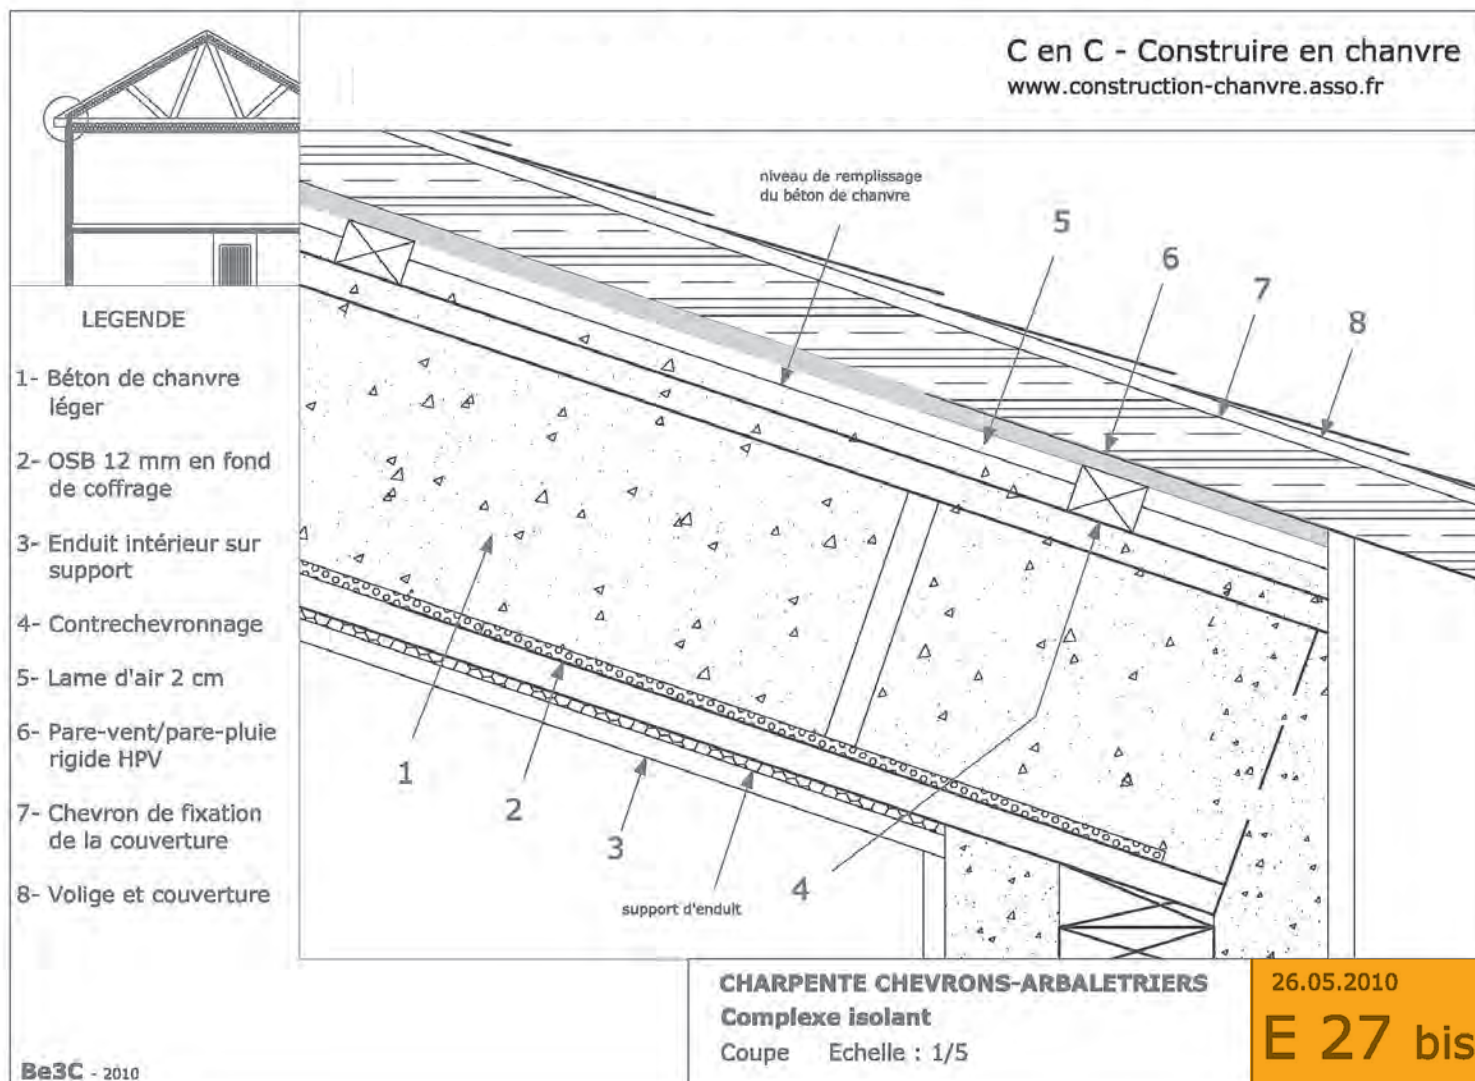 C en C - Construire en chanvre
www.construction-chanvre.asso.fr
niveau de remplissage
du béton de chanvre
5
6
7
8
LEGENDE
1- Béton de chanvre
léger
2- OSB 12 mm en fond
de coffrage
3- Enduit intérieur sur
support
4- Contrechevronnage
5- Lame d'air 2 cm
6- Pare-vent/pare-pluie
rigide HPV
7- Chevron de fixation
de la couverture
8- Volige et couverture
1
2
3
4
support d'enduit
CHARPENTE CHEVRONS-ARBALETRIERS
Complexe isolant
Coupe Echelle : 1/5
26.05.2010
E 27 bis
Be3C - 2010